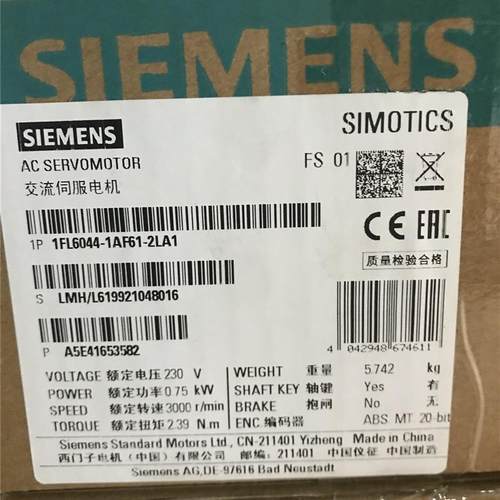 SIEMENS
SIEMENS
SIMOTICS
AC SERVOMOTOR
交流伺服电机
FS 01
CE EAC
1P 1FL6044-1AF61-2LA1
质量检验合格
S LMH/L619921048016
P A5E41653582
4 042948 674611
VOLTAGE 额定电压 230 V
POWER 额定功率 0.75 kW
SPEED 额定转速 3000 r/min
TORQUE 额定扭矩 2.39 N.m
WEIGHT 重量 5.742 kg
SHAFT KEY 轴键 Yes 有
BRAKE 抱闸 No 无
ENC.编码器 ABS MT 20-bit
Siemens Standard Motors Ltd., CN-211401 Yizheng Made in China
西门子电机（中国）有限公司 邮编：211401 中国仪征 中国制造
Siemens AG,DE-97616 Bad Neustadt